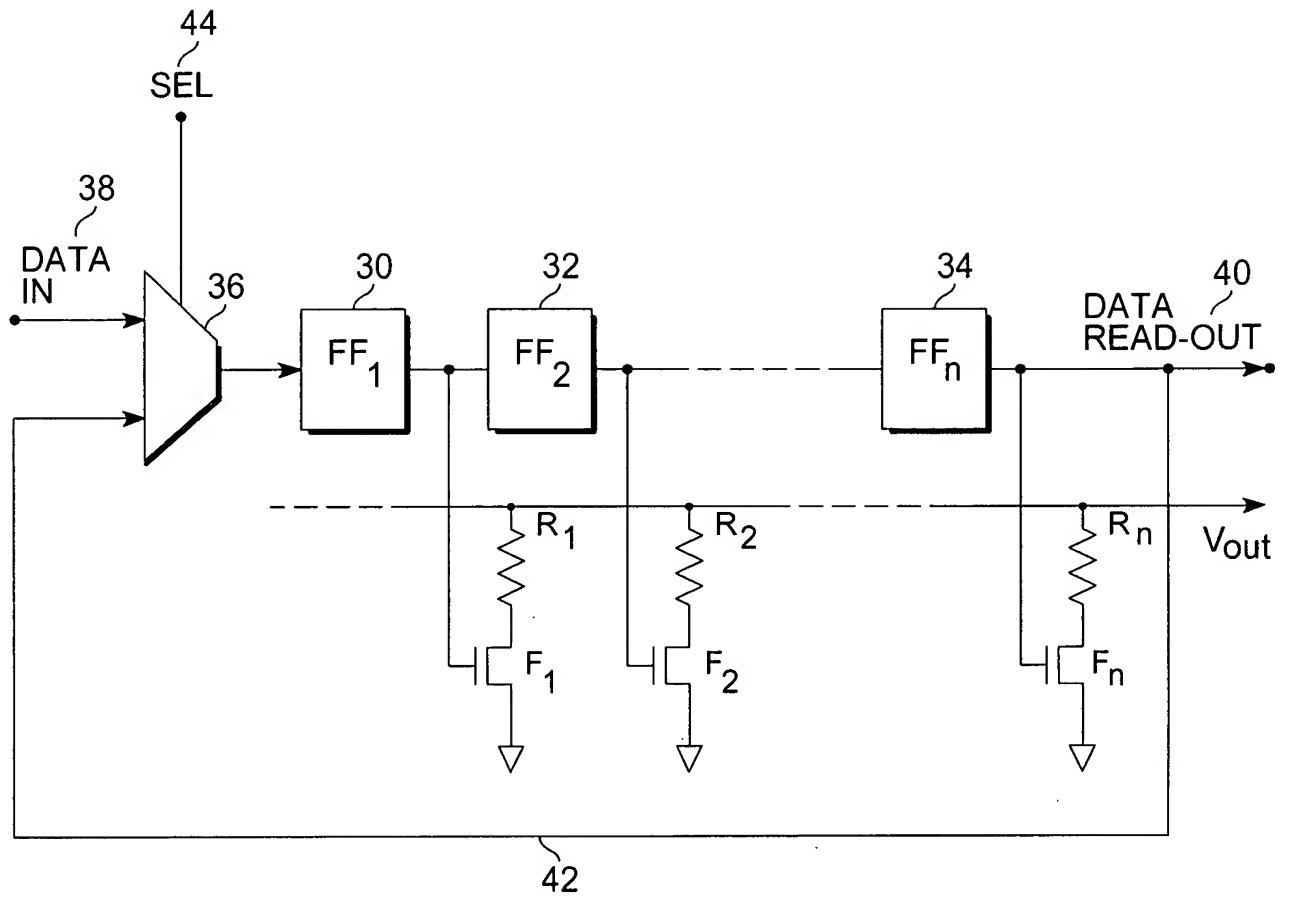 44
SEL
38
DATA
IN
36
30
32
34
40
DATA
READ-OUT
FF1
FF2
FFn
R1
R2
Rn
Vout
F1
F2
Fn
42